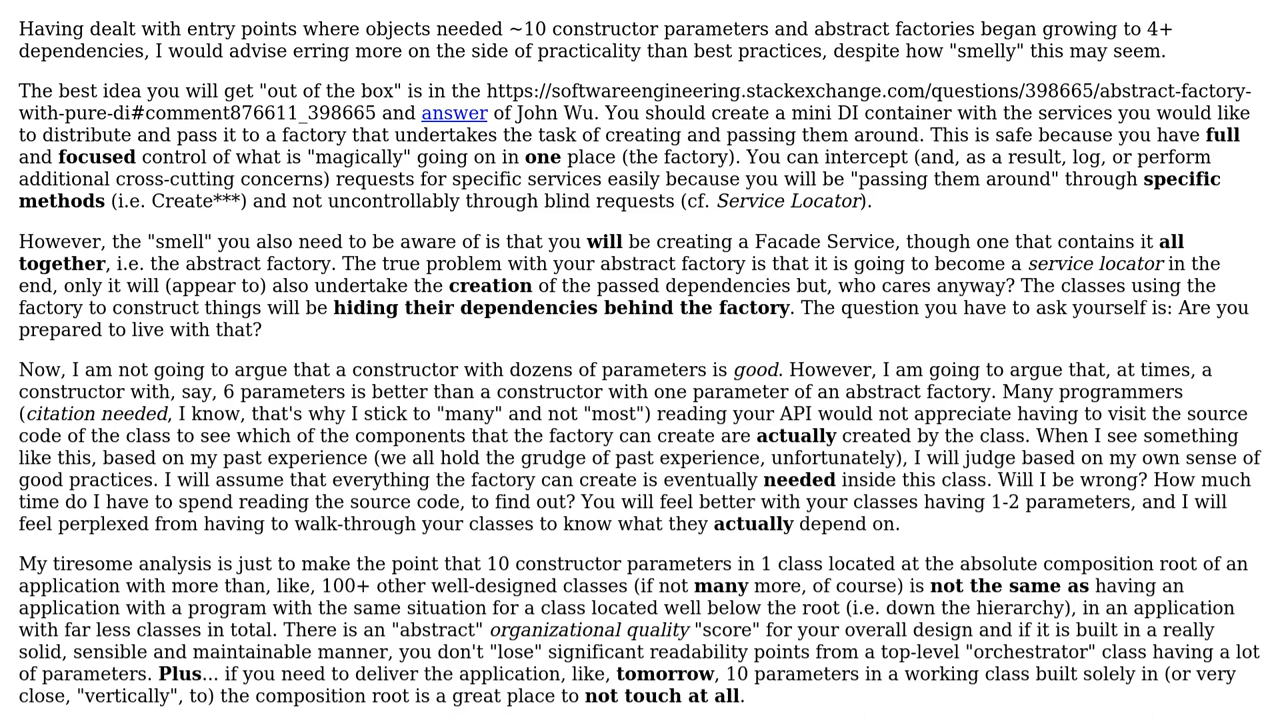 Having dealt with entry points where objects needed ~10 constructor parameters and abstract factories began growing to 4+
dependencies, I would advise erring more on the side of practicality than best practices, despite how "smelly" this may seem.
The best idea you will get "out of the box" is in the https://softwareengineering.stackexchange.com/questions/398665/abstract-factory-
with-pure-di#comment876611_398665 and answer of John Wu. You should create a mini DI container with the services you would like
to distribute and pass it to a factory that undertakes the task of creating and passing them around. This is safe because you have full
and focused control of what is "magically" going on in one place (the factory). You can intercept (and, as a result, log, or perform
additional cross-cutting concerns) requests for specific services easily because you will be "passing them around" through specific
methods (i.e. Create***) and not uncontrollably through blind requests (cf. Service Locator).
However, the "smell" you also need to be aware of is that you will be creating a Facade Service, though one that contains it all
together, i.e. the abstract factory. The true problem with your abstract factory is that it is going to become a service locator in the
end, only it will (appear to) also undertake the creation of the passed dependencies but, who cares anyway? The classes using the
factory to construct things will be hiding their dependencies behind the factory. The question you have to ask yourself is: Are you
prepared to live with that?
Now, I am not going to argue that a constructor with dozens of parameters is good. However, I am going to argue that, at times, a
constructor with, say, 6 parameters is better than a constructor with one parameter of an abstract factory. Many programmers
(citation needed, I know, that's why I stick to "many" and not "most") reading your API would not appreciate having to visit the source
code of the class to see which of the components that the factory can create are actually created by the class. When I see something
like this, based on my past experience (we all hold the grudge of past experience, unfortunately), I will judge based on my own sense of
good practices. I will assume that everything the factory can create is eventually needed inside this class. Will I be wrong? How much
time do I have to spend reading the source code, to find out? You will feel better with your classes having 1-2 parameters, and I will
feel perplexed from having to walk-through your classes to know what they actually depend on.
My tiresome analysis is just to make the point that 10 constructor parameters in 1 class located at the absolute composition root of an
application with more than, like, 100+ other well-designed classes (if not many more, of course) is not the same as having an
application with a program with the same situation for a class located well below the root (i.e. down the hierarchy), in an application
with far less classes in total. There is an "abstract" organizational quality "score" for your overall design and if it is built in a really
solid, sensible and maintainable manner, you don't "lose" significant readability points from a top-level "orchestrator" class having a lot
of parameters. Plus... if you need to deliver the application, like, tomorrow, 10 parameters in a working class built solely in (or very
close, "vertically", to) the composition root is a great place to not touch at all.